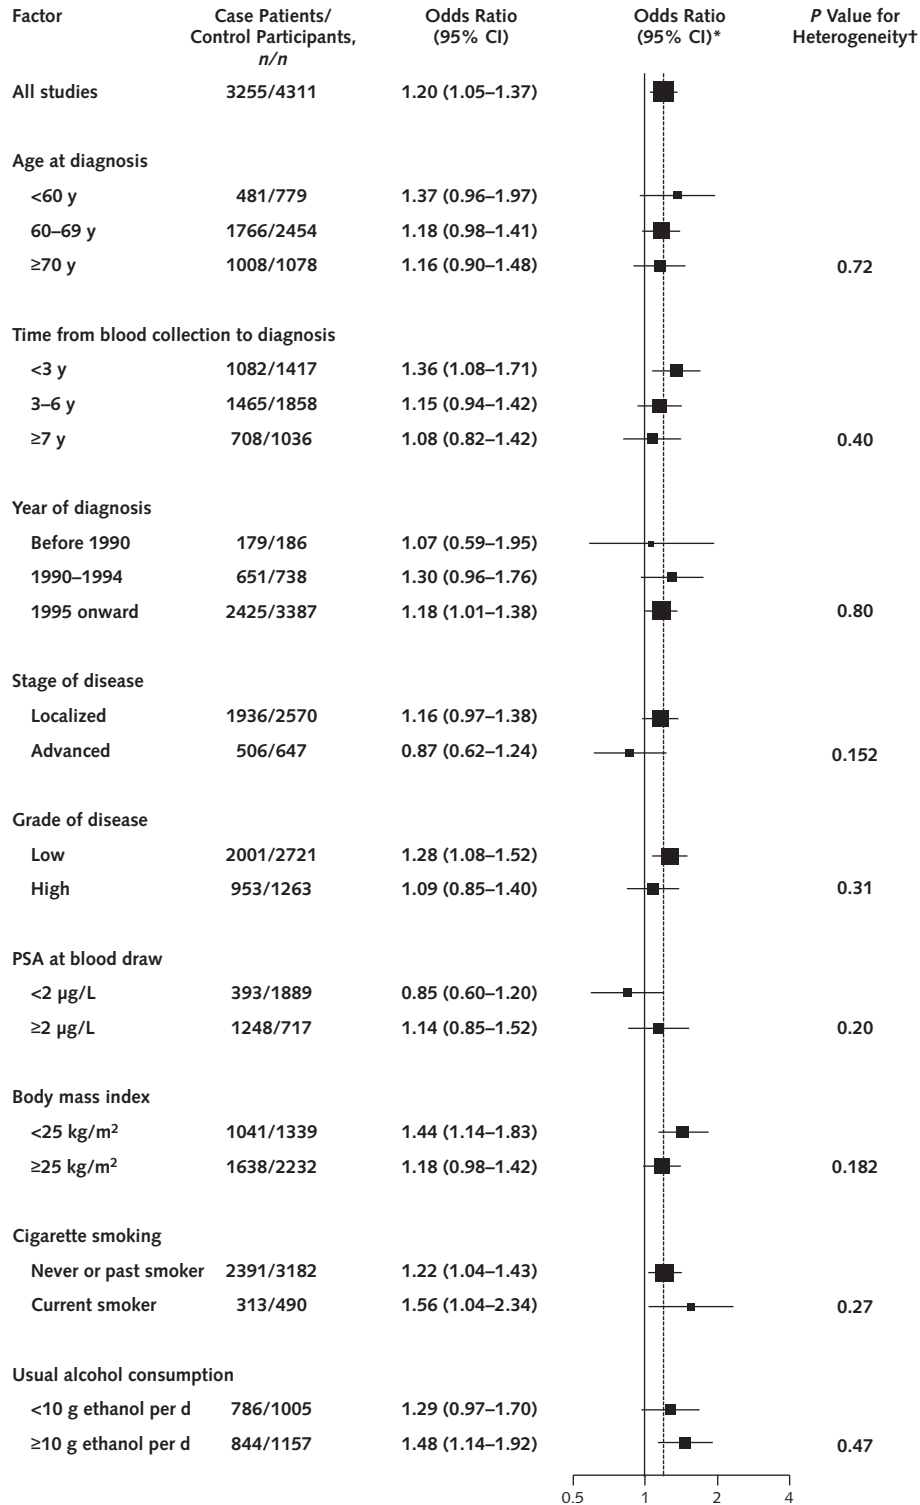 Factor Case Patients/ Odds Ratio Odds Ratio P Value for
Control Participants, (95% CI) (95% CI)* Heterogeneity†
n/n
All studies 3255/4311 1.20 (1.05–1.37)
Age at diagnosis
<60 y 481/779 1.37 (0.96–1.97)
60–69 y 1766/2454 1.18 (0.98–1.41)
≥70 y 1008/1078 1.16 (0.90–1.48) 0.72
Time from blood collection to diagnosis
<3 y 1082/1417 1.36 (1.08–1.71)
3–6 y 1465/1858 1.15 (0.94–1.42)
≥7 y 708/1036 1.08 (0.82–1.42) 0.40
Year of diagnosis
Before 1990 179/186 1.07 (0.59–1.95)
1990–1994 651/738 1.30 (0.96–1.76)
1995 onward 2425/3387 1.18 (1.01–1.38) 0.80
Stage of disease
Localized 1936/2570 1.16 (0.97–1.38)
Advanced 506/647 0.87 (0.62–1.24) 0.152
Grade of disease
Low 2001/2721 1.28 (1.08–1.52)
High 953/1263 1.09 (0.85–1.40) 0.31
PSA at blood draw
<2 µg/L 393/1889 0.85 (0.60–1.20)
≥2 µg/L 1248/717 1.14 (0.85–1.52) 0.20
Body mass index
<25 kg/m² 1041/1339 1.44 (1.14–1.83)
≥25 kg/m² 1638/2232 1.18 (0.98–1.42) 0.182
Cigarette smoking
Never or past smoker 2391/3182 1.22 (1.04–1.43)
Current smoker 313/490 1.56 (1.04–2.34) 0.27
Usual alcohol consumption
<10 g ethanol per d 786/1005 1.29 (0.97–1.70)
≥10 g ethanol per d 844/1157 1.48 (1.14–1.92) 0.47
0.5 1 2 4